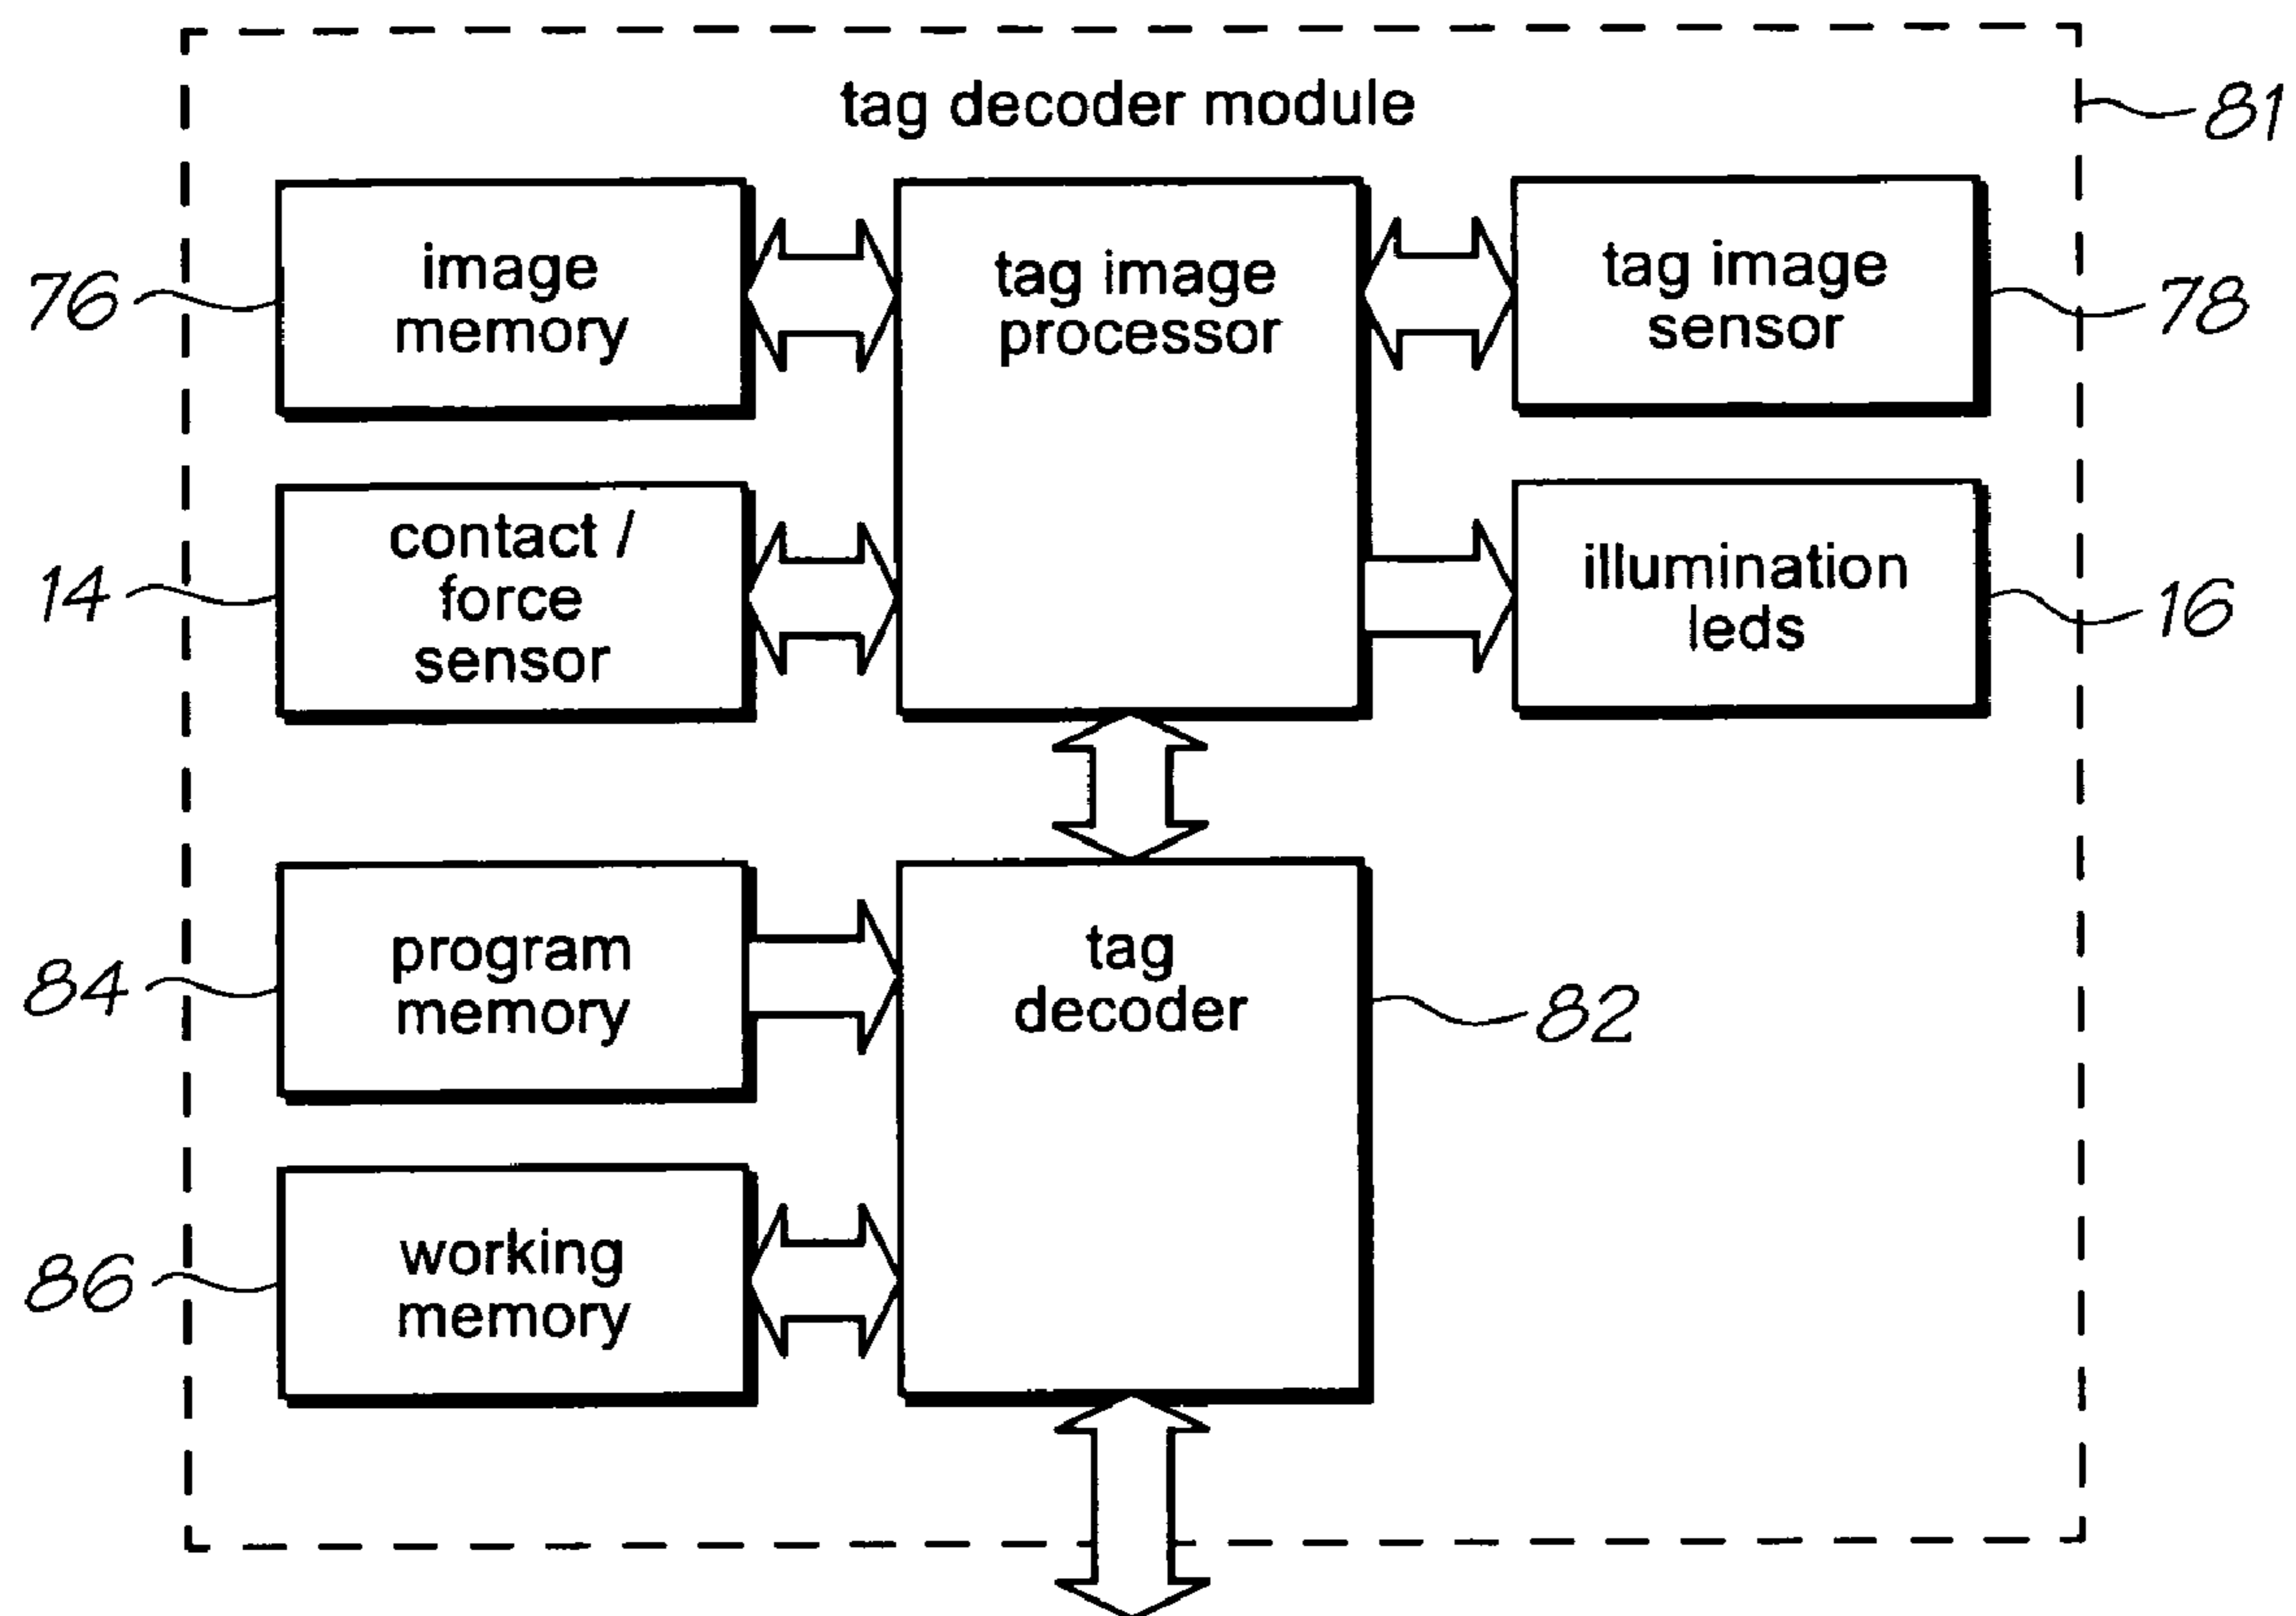 tag decoder module
81
image
memory
76
tag image
processor
tag image
sensor
78
contact /
force
sensor
14
illumination
leds
16
program
memory
84
tag
decoder
82
working
memory
86